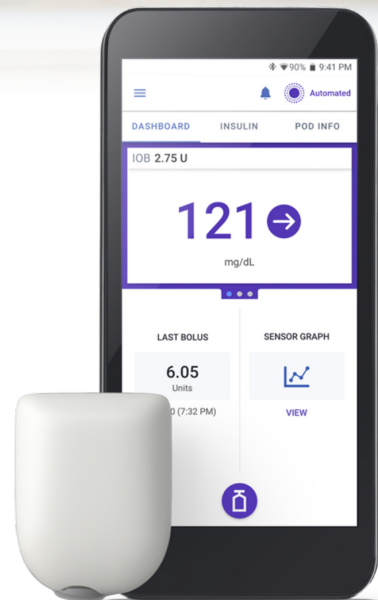 90% 9:41 PM
Automated
DASHBOARD INSULIN POD INFO
IOB 2.75 U
121
mg/dL
LAST BOLUS SENSOR GRAPH
6.05
Units
0 (7:32 PM) VIEW